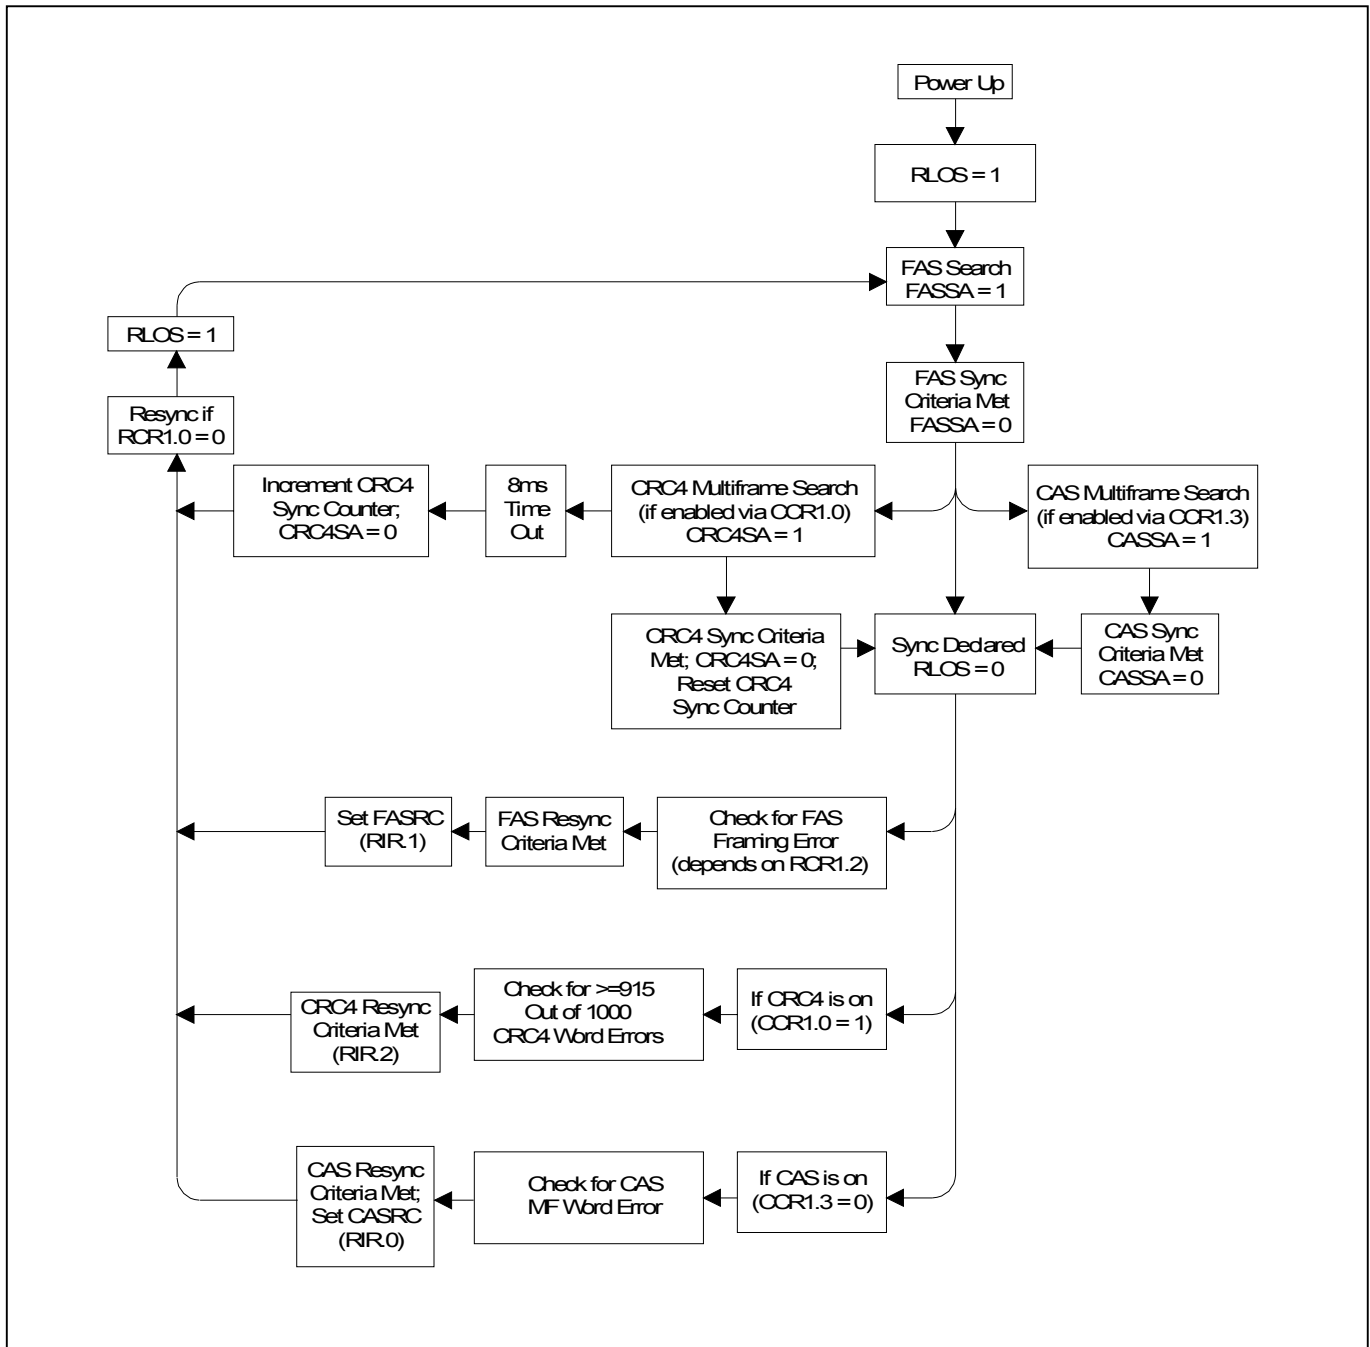 Power Up
RLOS = 1
FAS Search
FASSA = 1
RLOS = 1
FAS Sync
Criteria Met
FASSA = 0
Resync if
RCR1.0 = 0
Increment CRC4
Sync Counter;
CRC4SA = 0
8ms
Time
Out
CRC4 Multiframe Search
(if enabled via CCR1.0)
CRC4SA = 1
CAS Multiframe Search
(if enabled via CCR1.3)
CASSA = 1
CRC4 Sync Criteria
Met; CRC4SA = 0;
Reset CRC4
Sync Counter
Sync Declared
RLOS = 0
CAS Sync
Criteria Met
CASSA = 0
Set FASRC
(RIR.1)
FAS Resync
Criteria Met
Check for FAS
Framing Error
(depends on RCR1.2)
CRC4 Resync
Criteria Met
(RIR.2)
Check for >=915
Out of 1000
CRC4 Word Errors
If CRC4 is on
(CCR1.0 = 1)
CAS Resync
Criteria Met;
Set CASRC
(RIR.0)
Check for CAS
MF Word Error
If CAS is on
(CCR1.3 = 0)